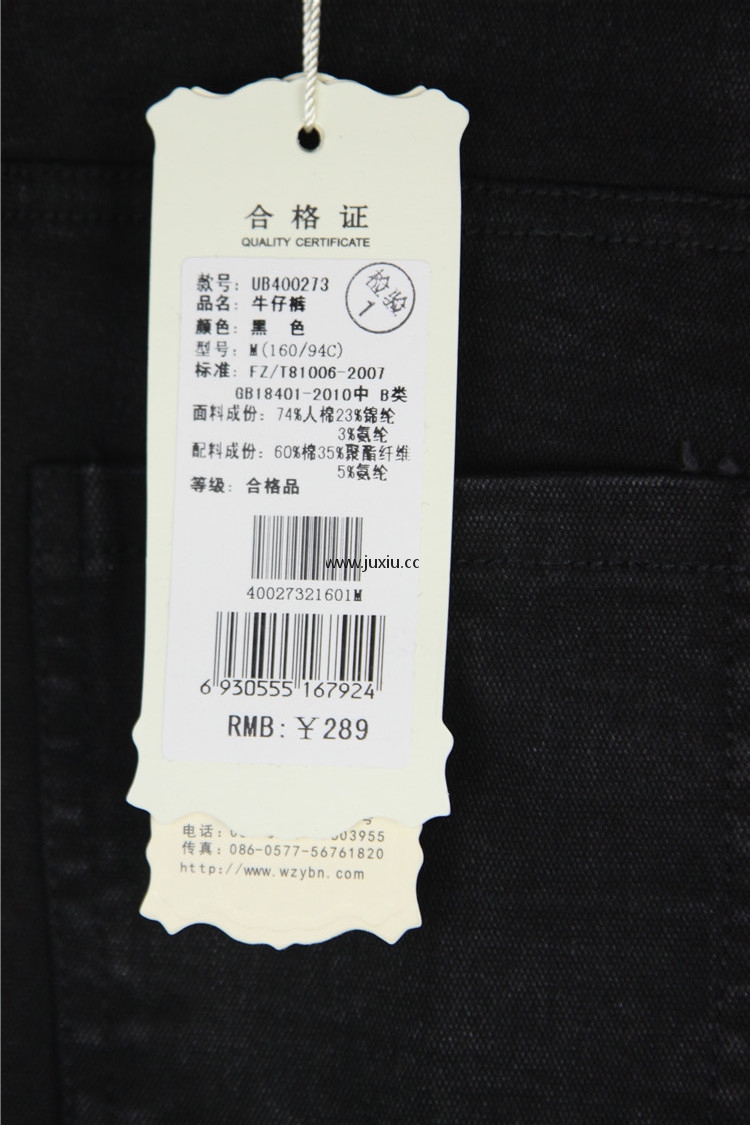 合格证
QUALITY CERTIFICATE
款号: UB400273
检验
1
品名: 牛仔裤
颜色: 黑 色
型号: M(160/94C)
标准: FZ/T81006-2007
GB18401-2010中 B类
面料成份: 74%人棉23%锦纶
3%氨纶
配料成份: 60%棉35%聚酯纤维
5%氨纶
等级: 合格品
www.juxiu.cc
40027321601M
6 930555 167924
RMB: ¥289
号
电话: 03955
传真: 086-0577-56761820
http://www.wzybn.com